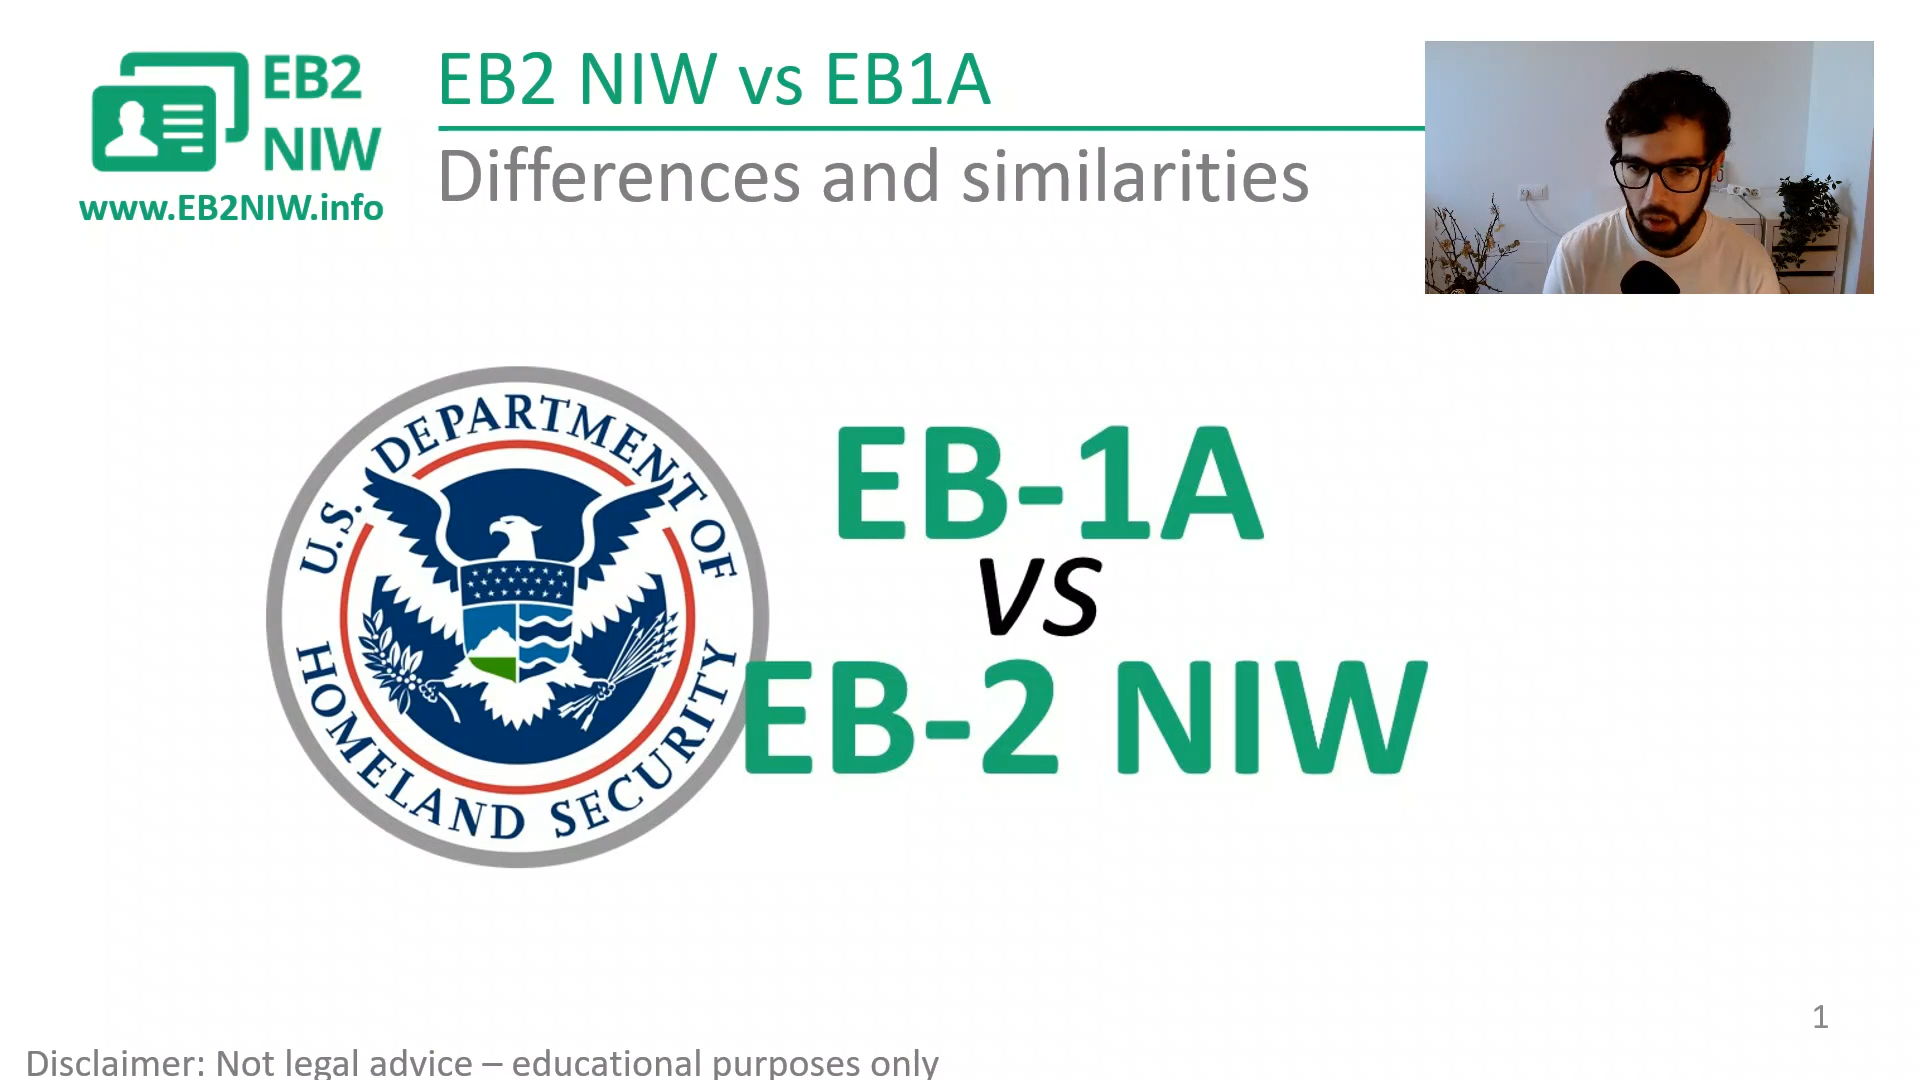 EB2
NIW
www.EB2NIW.info
EB2 NIW vs EB1A
Differences and similarities
U.S. DEPARTMENT OF
HOMELAND SECURITY
EB-1A
vs
EB-2 NIW
1
Disclaimer: Not legal advice – educational purposes only